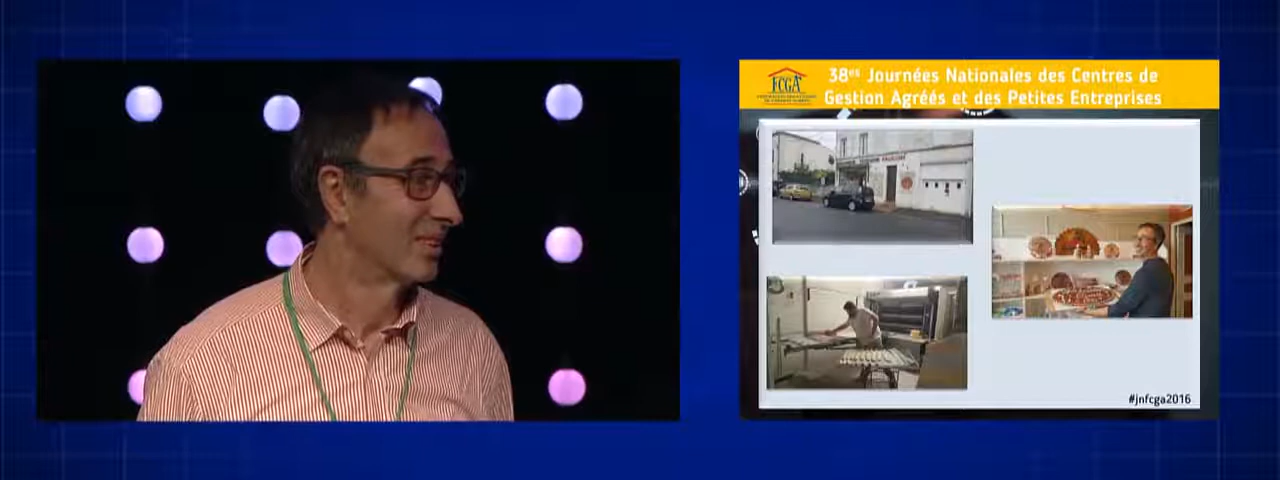 FCGA
38es Journées Nationales des Centres de
Gestion Agréés et des Petites Entreprises
#jnfcga2016